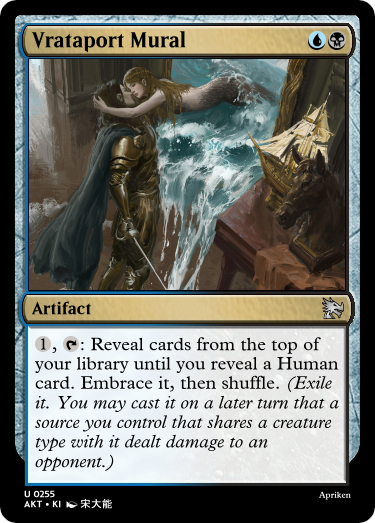 Vrataport Mural
Artifact
1, T: Reveal cards from the top of
your library until you reveal a Human
card. Embrace it, then shuffle. (Exile
it. You may cast it on a later turn that a
source you control that shares a creature
type with it dealt damage to an
opponent.)
U 0255
AKT • KI 宋大能
Apriken